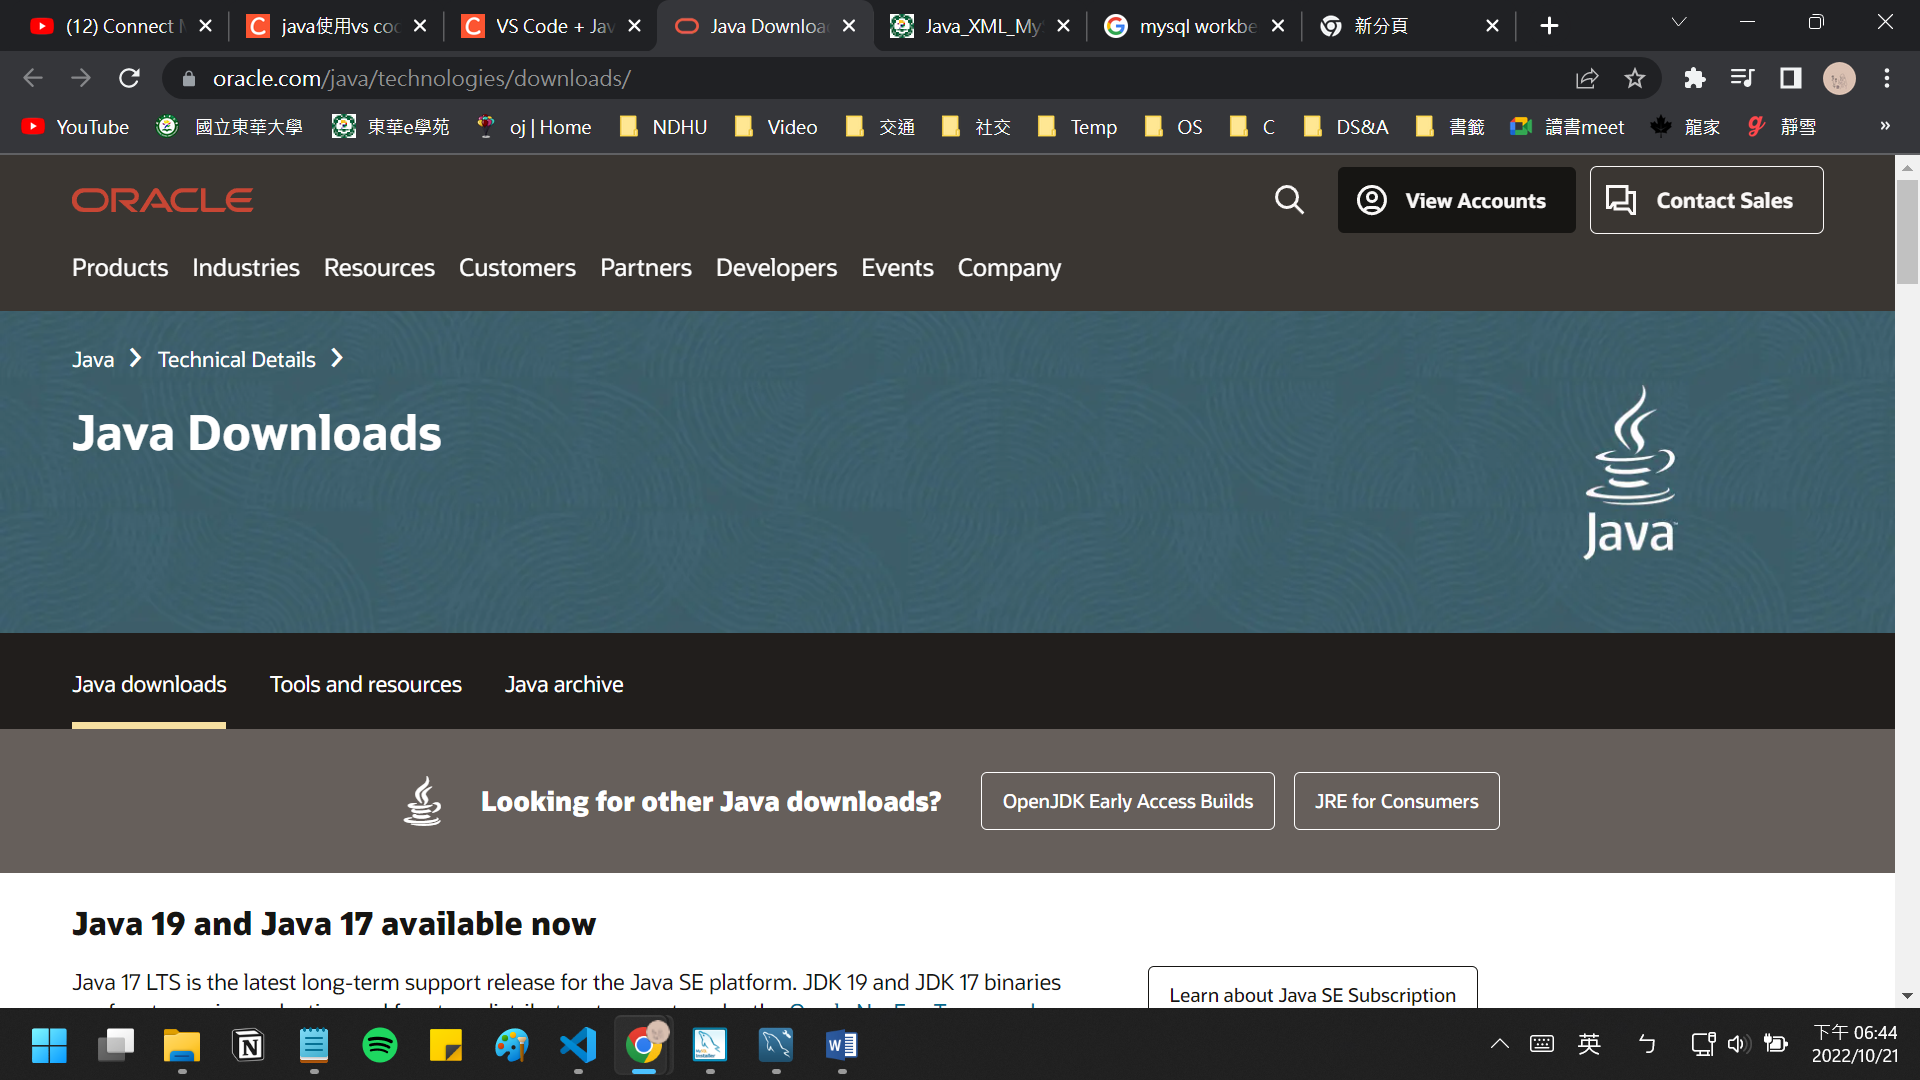 (12) Connect
java使用vs co
VS Code + Jav
Java Downloa
Java_XML_My
mysql workbe
新分頁
oracle.com/java/technologies/downloads/
YouTube
國立東華大學
東華e學苑
oj | Home
NDHU
Video
交通
社交
Temp
OS
C
DS&A
書籤
讀書meet
龍家
靜雪
»
ORACLE
View Accounts
Contact Sales
Products Industries Resources Customers Partners Developers Events Company
Java
Technical Details
Java Downloads
Java
Java downloads
Tools and resources
Java archive
Looking for other Java downloads?
OpenJDK Early Access Builds
JRE for Consumers
Java 19 and Java 17 available now
Java 17 LTS is the latest long-term support release for the Java SE platform. JDK 19 and JDK 17 binaries
Learn about Java SE Subscription
英
ㄅ
下午 06:44
2022/10/21